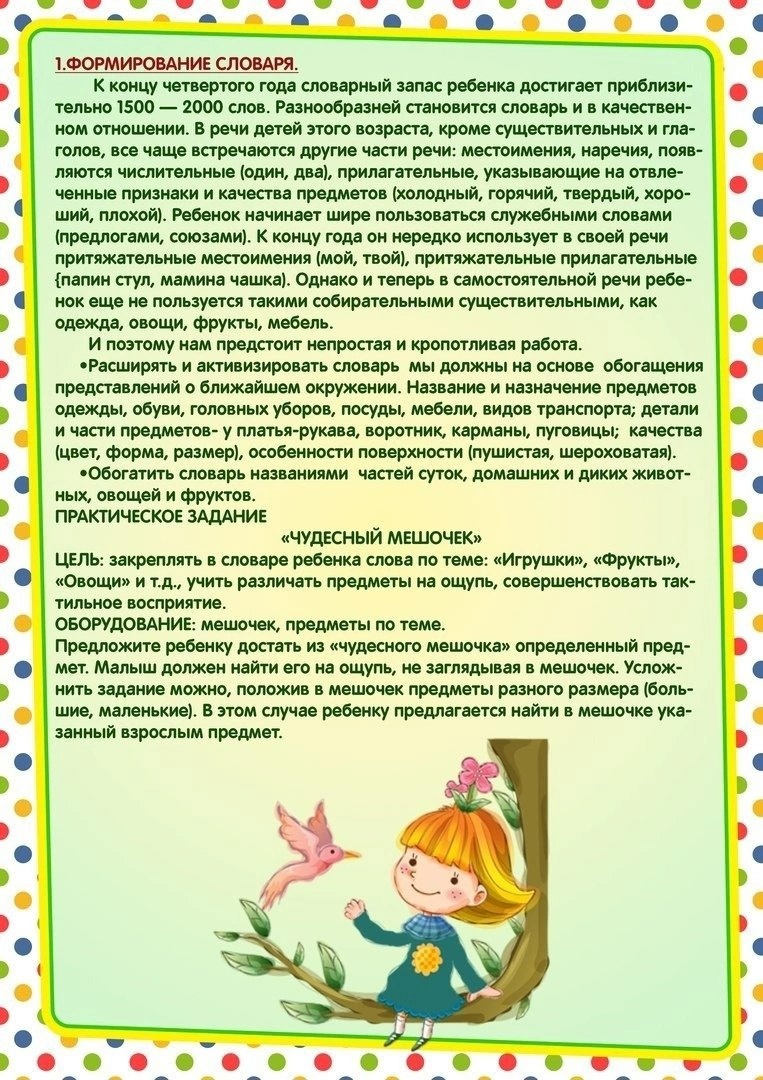 1.ФОРМИРОВАНИЕ СЛОВАРЯ.
К концу четвертого года словарный запас ребенка достигает приблизи-
тельно 1500 — 2000 слов. Разнообразней становится словарь и в качествен-
ном отношении. В речи детей этого возраста, кроме существительных и гла-
голов, все чаще встречаются другие части речи: местоимения, наречия, появ-
ляются числительные (один, два), прилагательные, указывающие на отвле-
ченные признаки и качества предметов (холодный, горячий, твердый, хоро-
ший, плохой). Ребенок начинает шире пользоваться служебными словами
(предлогами, союзами). К концу года он нередко использует в своей речи
притяжательные местоимения (мой, твой), притяжательные прилагательные
{папин стул, мамина чашка). Однако и теперь в самостоятельной речи ребе-
нок еще не пользуется такими собирательными существительными, как
одежда, овощи, фрукты, мебель.
И поэтому нам предстоит непростая и кропотливая работа.
•Расширять и активизировать словарь мы должны на основе обогащения
представлений о ближайшем окружении. Название и назначение предметов
одежды, обуви, головных уборов, посуды, мебели, видов транспорта; детали
и части предметов- у платья-рукава, воротник, карманы, пуговицы; качества
(цвет, форма, размер), особенности поверхности (пушистая, шероховатая).
•Обогатить словарь названиями частей суток, домашних и диких живот-
ных, овощей и фруктов.
ПРАКТИЧЕСКОЕ ЗАДАНИЕ
«ЧУДЕСНЫЙ МЕШОЧЕК»
ЦЕЛЬ: закреплять в словаре ребенка слова по теме: «Игрушки», «Фрукты»,
«Овощи» и т.д., учить различать предметы на ощупь, совершенствовать так-
тильное восприятие.
ОБОРУДОВАНИЕ: мешочек, предметы по теме.
Предложите ребенку достать из «чудесного мешочка» определенный пред-
мет. Малыш должен найти его на ощупь, не заглядывая в мешочек. Услож-
нить задание можно, положив в мешочек предметы разного размера (боль-
шие, маленькие). В этом случае ребенку предлагается найти в мешочке ука-
занный взрослым предмет.